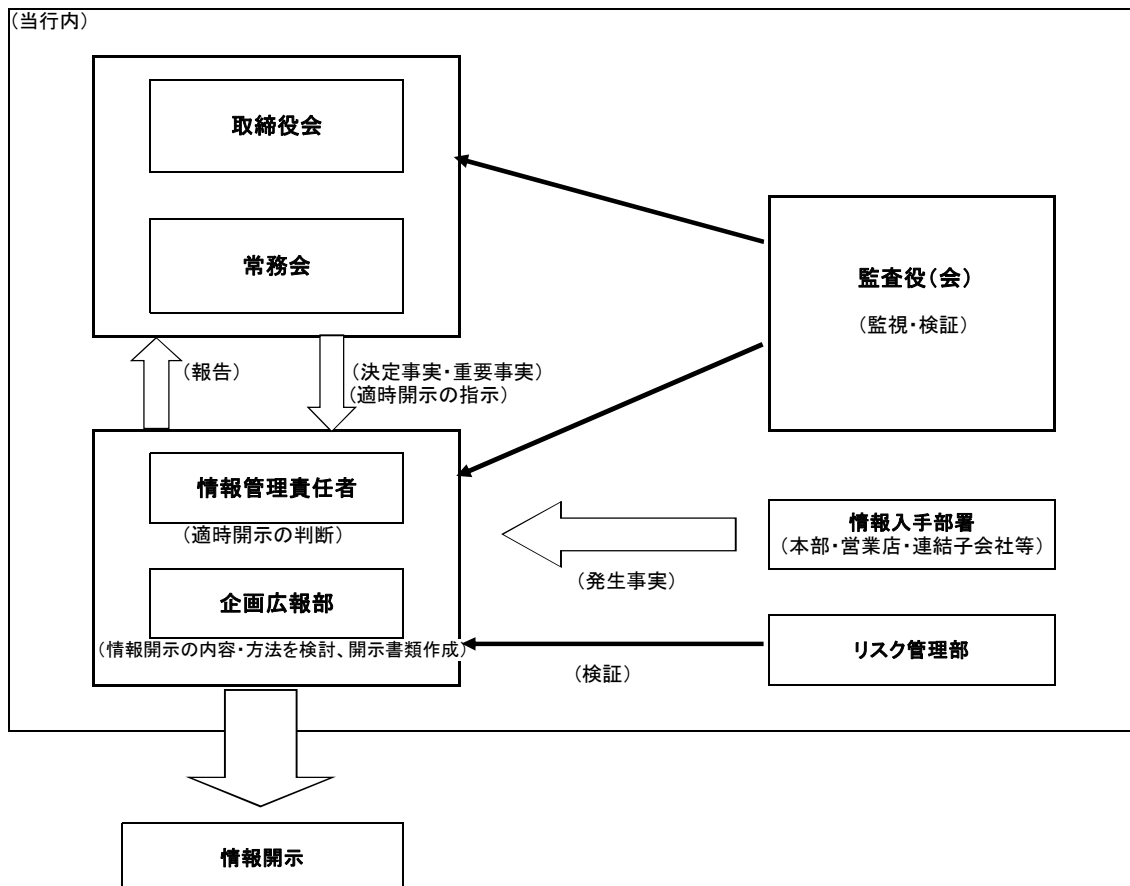 (当行内)
取締役会
常務会
監査役(会)
(監視・検証)
(報告)
(決定事実・重要事実)
(適時開示の指示)
情報管理責任者
(適時開示の判断)
情報入手部署
(本部・営業店・連結子会社等)
(発生事実)
企画広報部
(情報開示の内容・方法を検討、開示書類作成)
リスク管理部
(検証)
情報開示